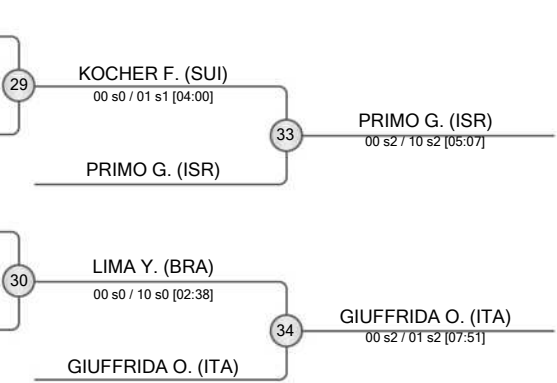 29
KOCHER F. (SUI)
00 s0 / 01 s1 [04:00]
33
PRIMO G. (ISR)
00 s2 / 10 s2 [05:07]
PRIMO G. (ISR)
30
LIMA Y. (BRA)
00 s0 / 10 s0 [02:38]
34
GIUFFRIDA O. (ITA)
00 s2 / 01 s2 [07:51]
GIUFFRIDA O. (ITA)